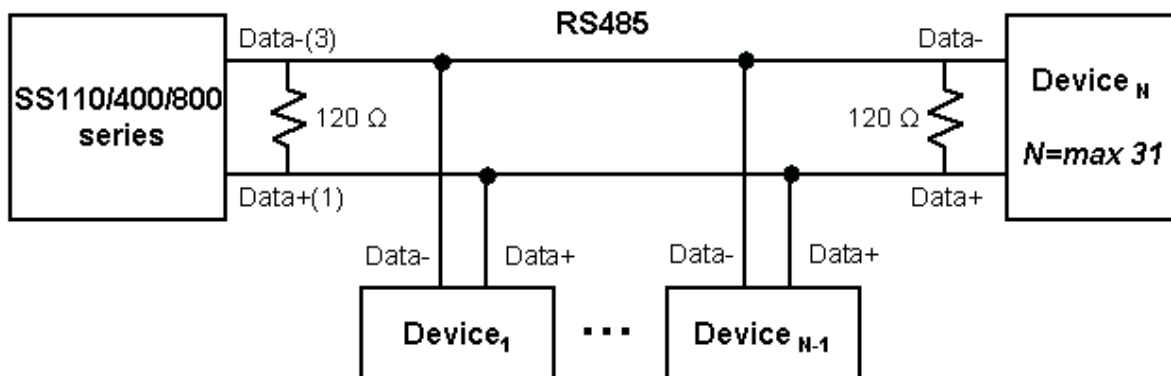 RS485
Data-(3)
Data-
SS110/400/800
series
120 Ω
120 Ω
Device N
N=max 31
Data+(1)
Data+
Data-
Data+
Data-
Data+
Device1
...
Device N-1